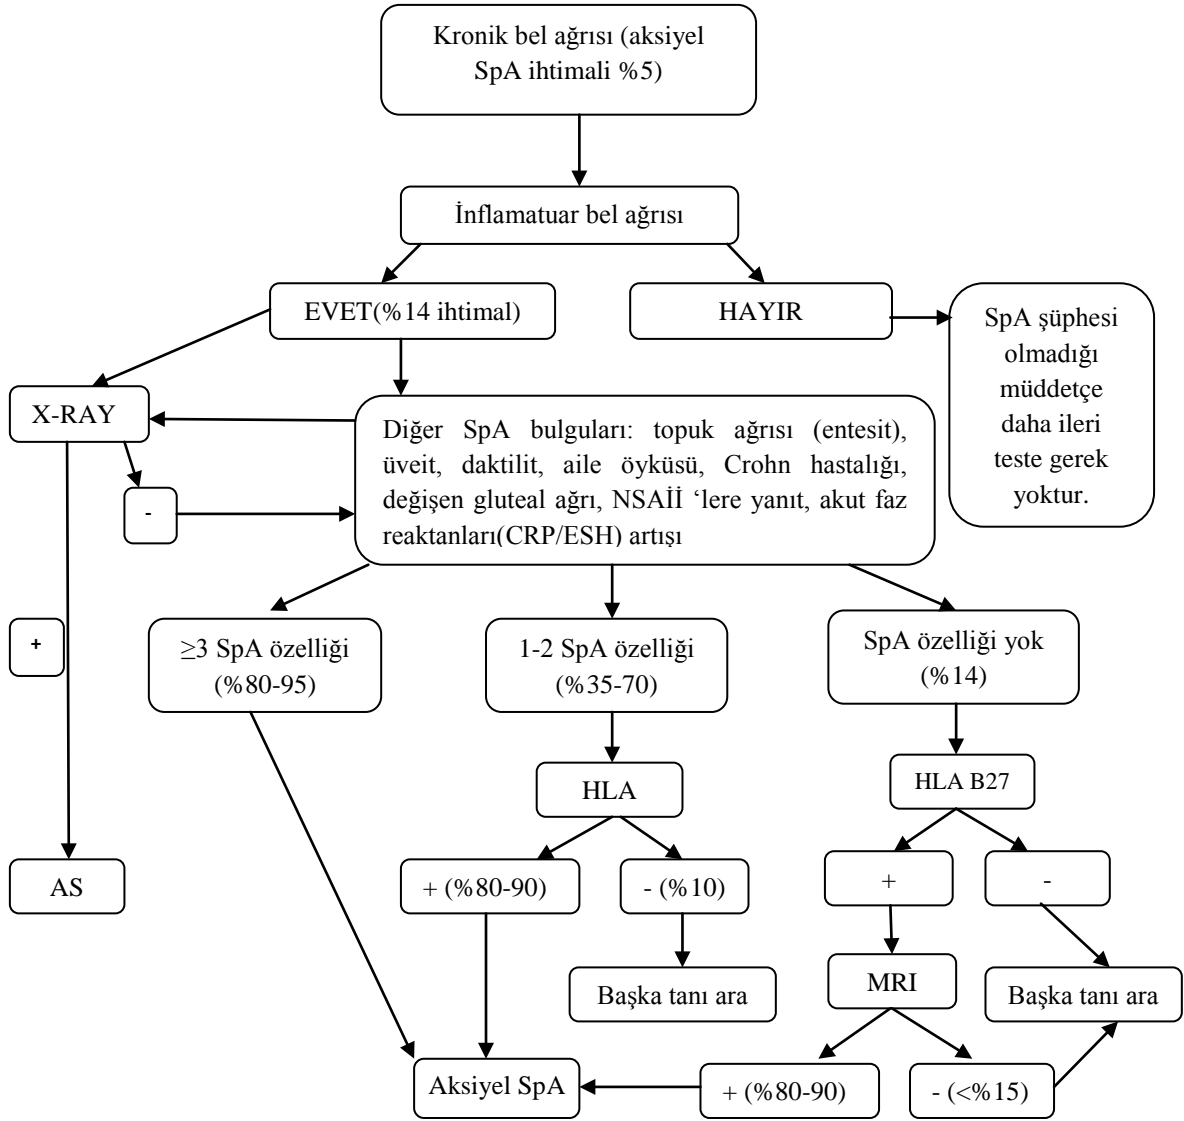 Kronik bel ağrısı (aksiyel
SpA ihtimali %5)
İnflamatuar bel ağrısı
EVET(%14 ihtimal)
HAYIR
SpA şüphesi
olmadığı
müddetçe
daha ileri
teste gerek
yoktur.
X-RAY
-
Diğer SpA bulguları: topuk ağrısı (entesit),
üveit, daktilit, aile öyküsü, Crohn hastalığı,
değişen gluteal ağrı, NSAİİ ‘lere yanıt, akut faz
reaktanları(CRP/ESH) artışı
+
≥3 SpA özelliği
(%80-95)
1-2 SpA özelliği
(%35-70)
SpA özelliği yok
(%14)
HLA
HLA B27
AS
+ (%80-90)
- (%10)
+
-
Başka tanı ara
MRI
Başka tanı ara
Aksiyel SpA
+ (%80-90)
- (<%15)